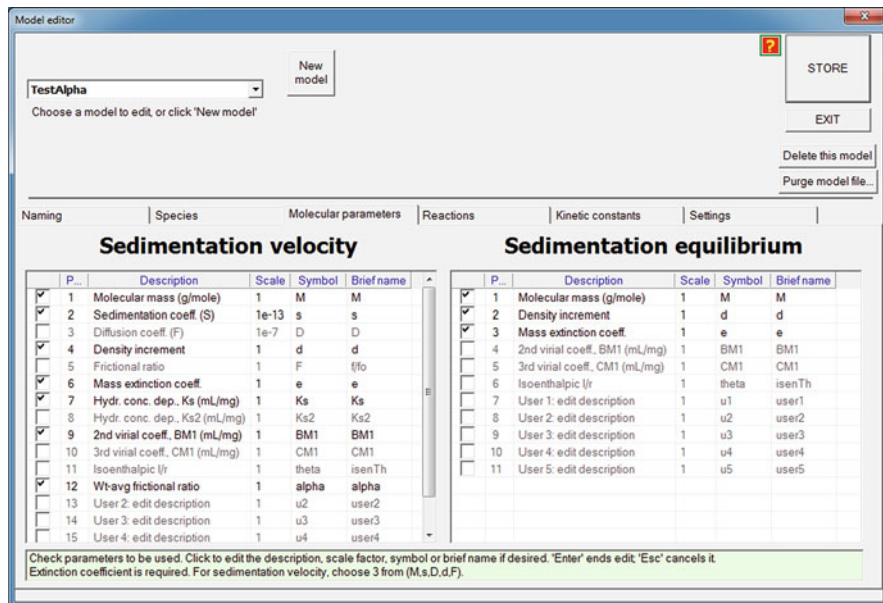 Model editor
?
STORE
New model
TestAlpha
Choose a model to edit, or click 'New model'
EXIT
Delete this model
Purge model file...
Naming Species Molecular parameters Reactions Kinetic constants Settings
Sedimentation velocity
P... Description Scale Symbol Brief name
1 Molecular mass (g/mole) 1 M M
2 Sedimentation coeff. (S) 1e-13 s s
3 Diffusion coeff. (F) 1e-7 D D
4 Density increment 1 d d
5 Frictional ratio 1 F f/fo
6 Mass extinction coeff. 1 e e
7 Hydr. conc. dep., Ks (mL/mg) 1 Ks Ks
8 Hydr. conc. dep., Ks2 (mL/mg) 1 Ks2 Ks2
9 2nd virial coeff., BM1 (mL/mg) 1 BM1 BM1
10 3rd virial coeff., CM1 (mL/mg) 1 CM1 CM1
11 Isoenthalpic l/r 1 theta isenTh
12 Wt-avg frictional ratio 1 alpha alpha
13 User 2: edit description 1 u2 user2
14 User 3: edit description 1 u3 user3
15 User 4: edit description 1 u4 user4
Sedimentation equilibrium
P... Description Scale Symbol Brief name
1 Molecular mass (g/mole) 1 M M
2 Density increment 1 d d
3 Mass extinction coeff. 1 e e
4 2nd virial coeff., BM1 (mL/mg) 1 BM1 BM1
5 3rd virial coeff., CM1 (mL/mg) 1 CM1 CM1
6 Isoenthalpic l/r 1 theta isenTh
7 User 1: edit description 1 u1 user1
8 User 2: edit description 1 u2 user2
9 User 3: edit description 1 u3 user3
10 User 4: edit description 1 u4 user4
11 User 5: edit description 1 u5 user5
Check parameters to be used. Click to edit the description, scale factor, symbol or brief name if desired. 'Enter' ends edit; 'Esc' cancels it.
Extinction coefficient is required. For sedimentation velocity, choose 3 from (M,s,D,d,F).